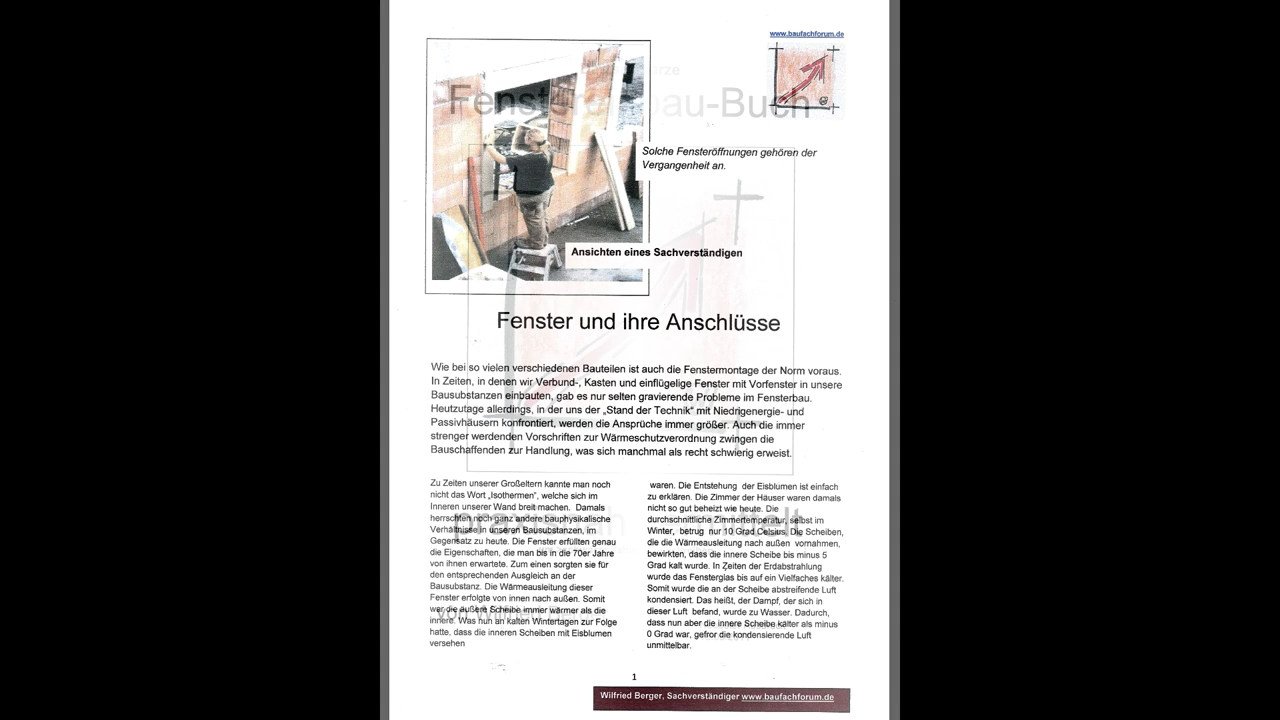 www.baufachforum.de
Fensterbau-Buch
Solche Fensteröffnungen gehören der
Vergangenheit an.
Ansichten eines Sachverständigen
Fenster und ihre Anschlüsse
Wie bei so vielen verschiedenen Bauteilen ist auch die Fenstermontage der Norm voraus.
In Zeiten, in denen wir Verbund-, Kasten und einflügelige Fenster mit Vorfenster in unsere
Bausubstanzen einbauten, gab es nur selten gravierende Probleme im Fensterbau.
Heutzutage allerdings, in der uns der „Stand der Technik“ mit Niedrigenergie- und
Passivhäusern konfrontiert, werden die Ansprüche immer größer. Auch die immer
strenger werdenden Vorschriften zur Wärmeschutzverordnung zwingen die
Bauschaffenden zur Handlung, was sich manchmal als recht schwierig erweist.
Zu Zeiten unserer Großeltern kannte man noch
nicht das Wort „Isothermen“, welche sich im
Inneren unserer Wand breit machen. Damals
herrschten noch ganz andere bauphysikalische
Verhältnisse in unseren Bausubstanzen, im
Gegensatz zu heute. Die Fenster erfüllten genau
die Eigenschaften, die man bis in die 70er Jahre
von ihnen erwartete. Zum einen sorgten sie für
den entsprechenden Ausgleich an der
Bausubstanz. Die Wärmeausleitung dieser
Fenster erfolgte von innen nach außen. Somit
war die äußere Scheibe immer wärmer als die
innere. Was nun an kalten Wintertagen zur Folge
hatte, dass die inneren Scheiben mit Eisblumen
versehen
waren. Die Entstehung der Eisblumen ist einfach
zu erklären. Die Zimmer der Häuser waren damals
nicht so gut beheizt wie heute. Die
durchschnittliche Zimmertemperatur, selbst im
Winter, betrug nur 10 Grad Celsius. Die Scheiben,
die die Wärmeausleitung nach außen vornahmen,
bewirkten, dass die innere Scheibe bis minus 5
Grad kalt wurde. In Zeiten der Erdabstrahlung
wurde das Fensterglas bis auf ein Vielfaches kälter.
Somit wurde die an der Scheibe abstreifende Luft
kondensiert. Das heißt, der Dampf, der sich in
dieser Luft befand, wurde zu Wasser. Dadurch,
dass nun aber die innere Scheibe kälter als minus
0 Grad war, gefror die kondensierende Luft
unmittelbar.
1
Wilfried Berger, Sachverständiger www.baufachforum.de